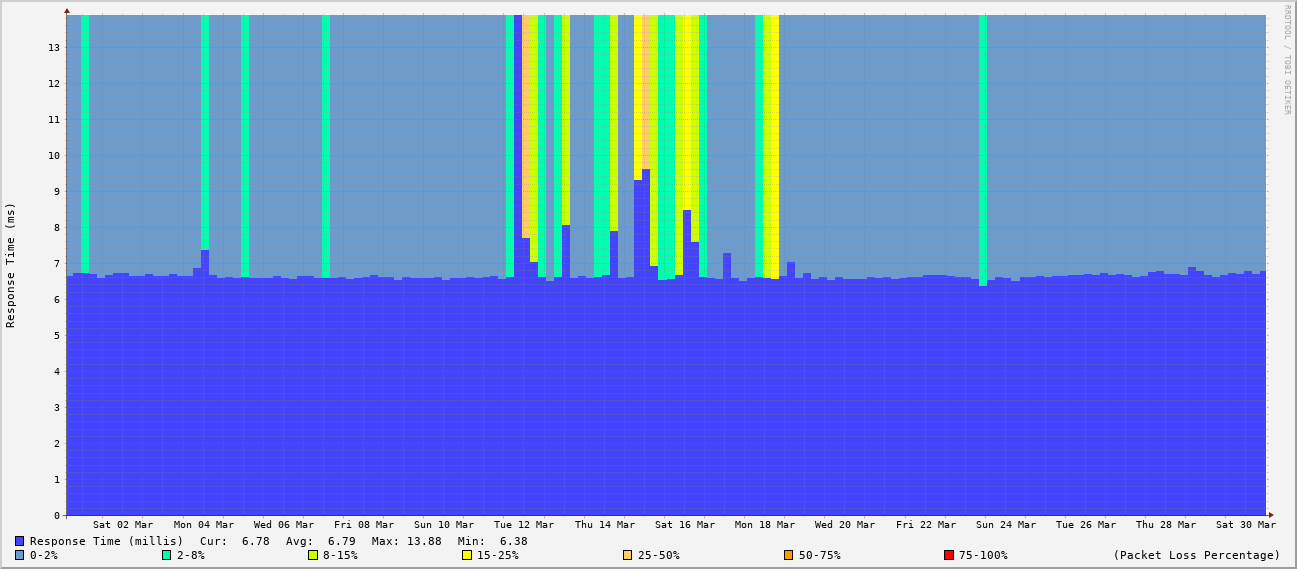 RRDTOOL / TOBI OETIKER
Response Time (ms)
13
12
11
10
9
8
7
6
5
4
3
2
1
0
Sat 02 Mar Mon 04 Mar Wed 06 Mar Fri 08 Mar Sun 10 Mar Tue 12 Mar Thu 14 Mar Sat 16 Mar Mon 18 Mar Wed 20 Mar Fri 22 Mar Sun 24 Mar Tue 26 Mar Thu 28 Mar Sat 30 Mar
Response Time (millis) Cur: 6.78 Avg: 6.79 Max: 13.88 Min: 6.38
0-2% 2-8% 8-15% 15-25% 25-50% 50-75% 75-100% (Packet Loss Percentage)